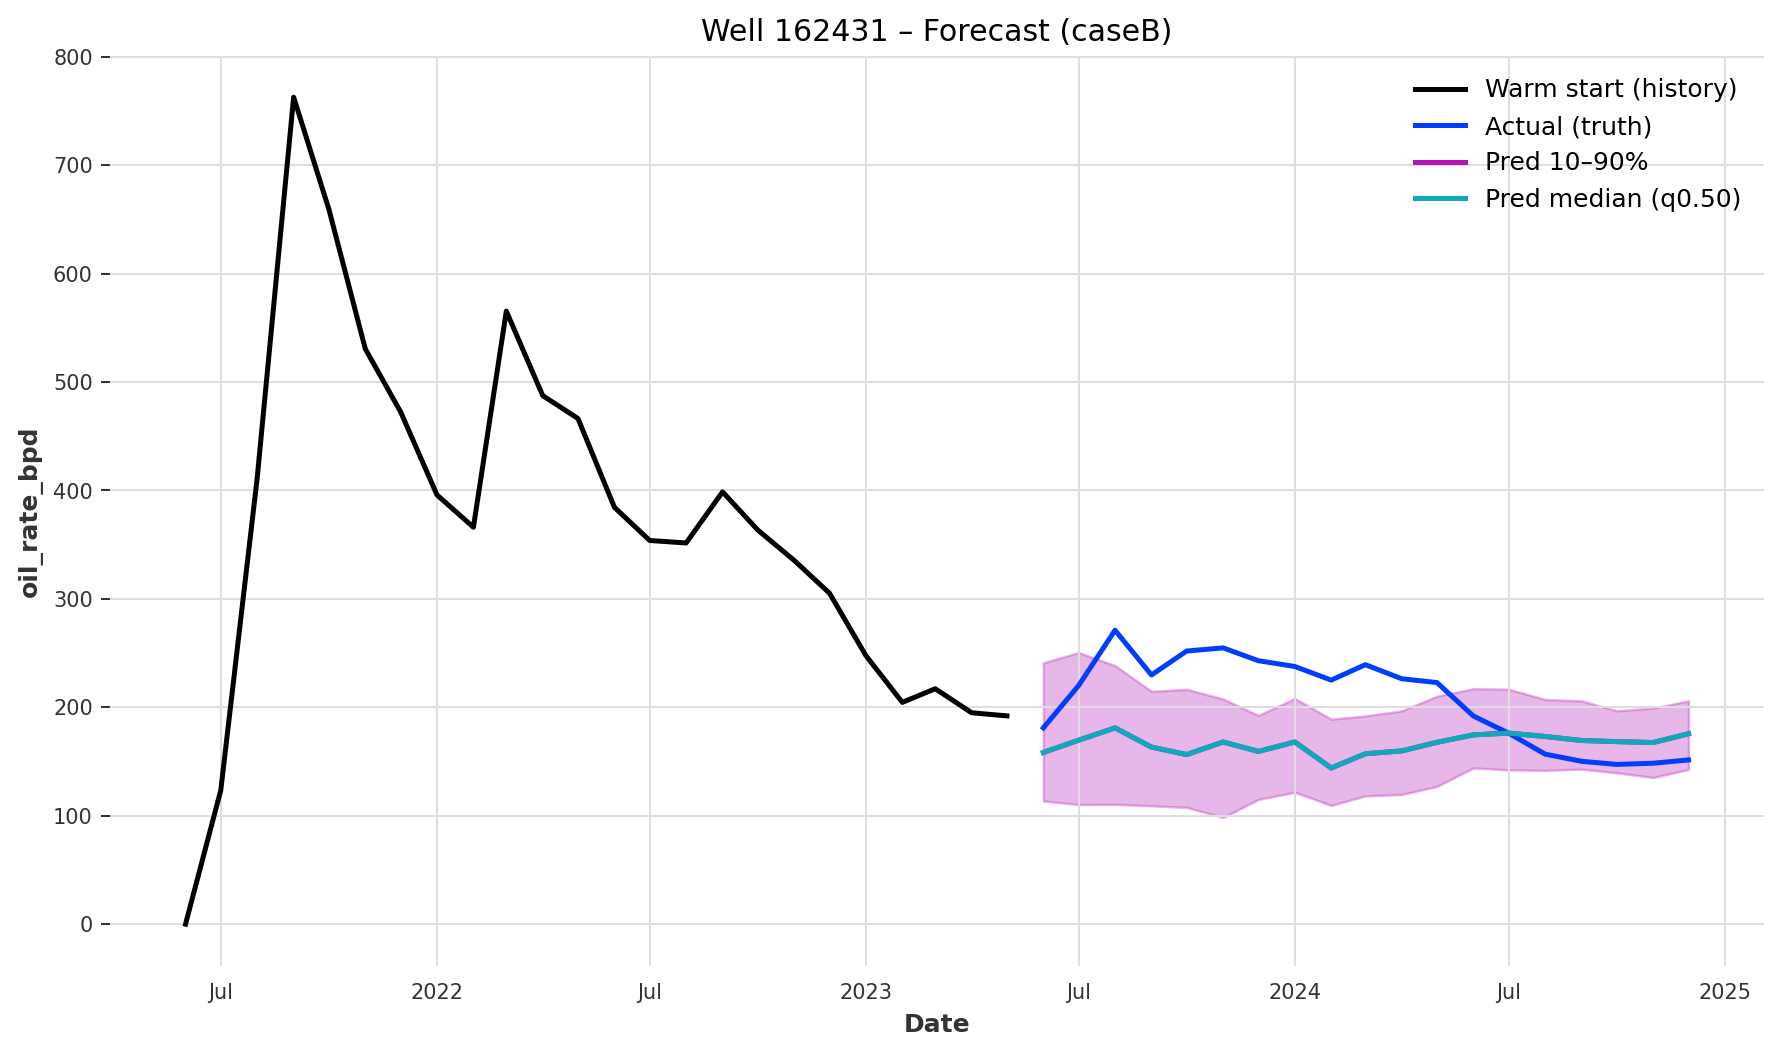 Well 162431 – Forecast (caseB)
Warm start (history)
Actual (truth)
Pred 10–90%
Pred median (q0.50)
oil_rate_bpd
800
700
600
500
400
300
200
100
0
Jul
2022
Jul
2023
Jul
2024
Jul
2025
Date